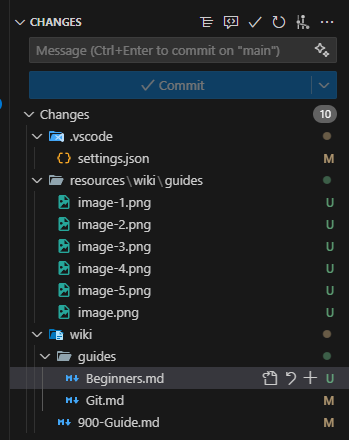 CHANGES
Message (Ctrl+Enter to commit on "main")
Commit
Changes 10
.vscode
settings.json M
resources\wiki\guides
image-1.png U
image-2.png U
image-3.png U
image-4.png U
image-5.png U
image.png U
wiki
guides
Beginners.md U
Git.md M
900-Guide.md M